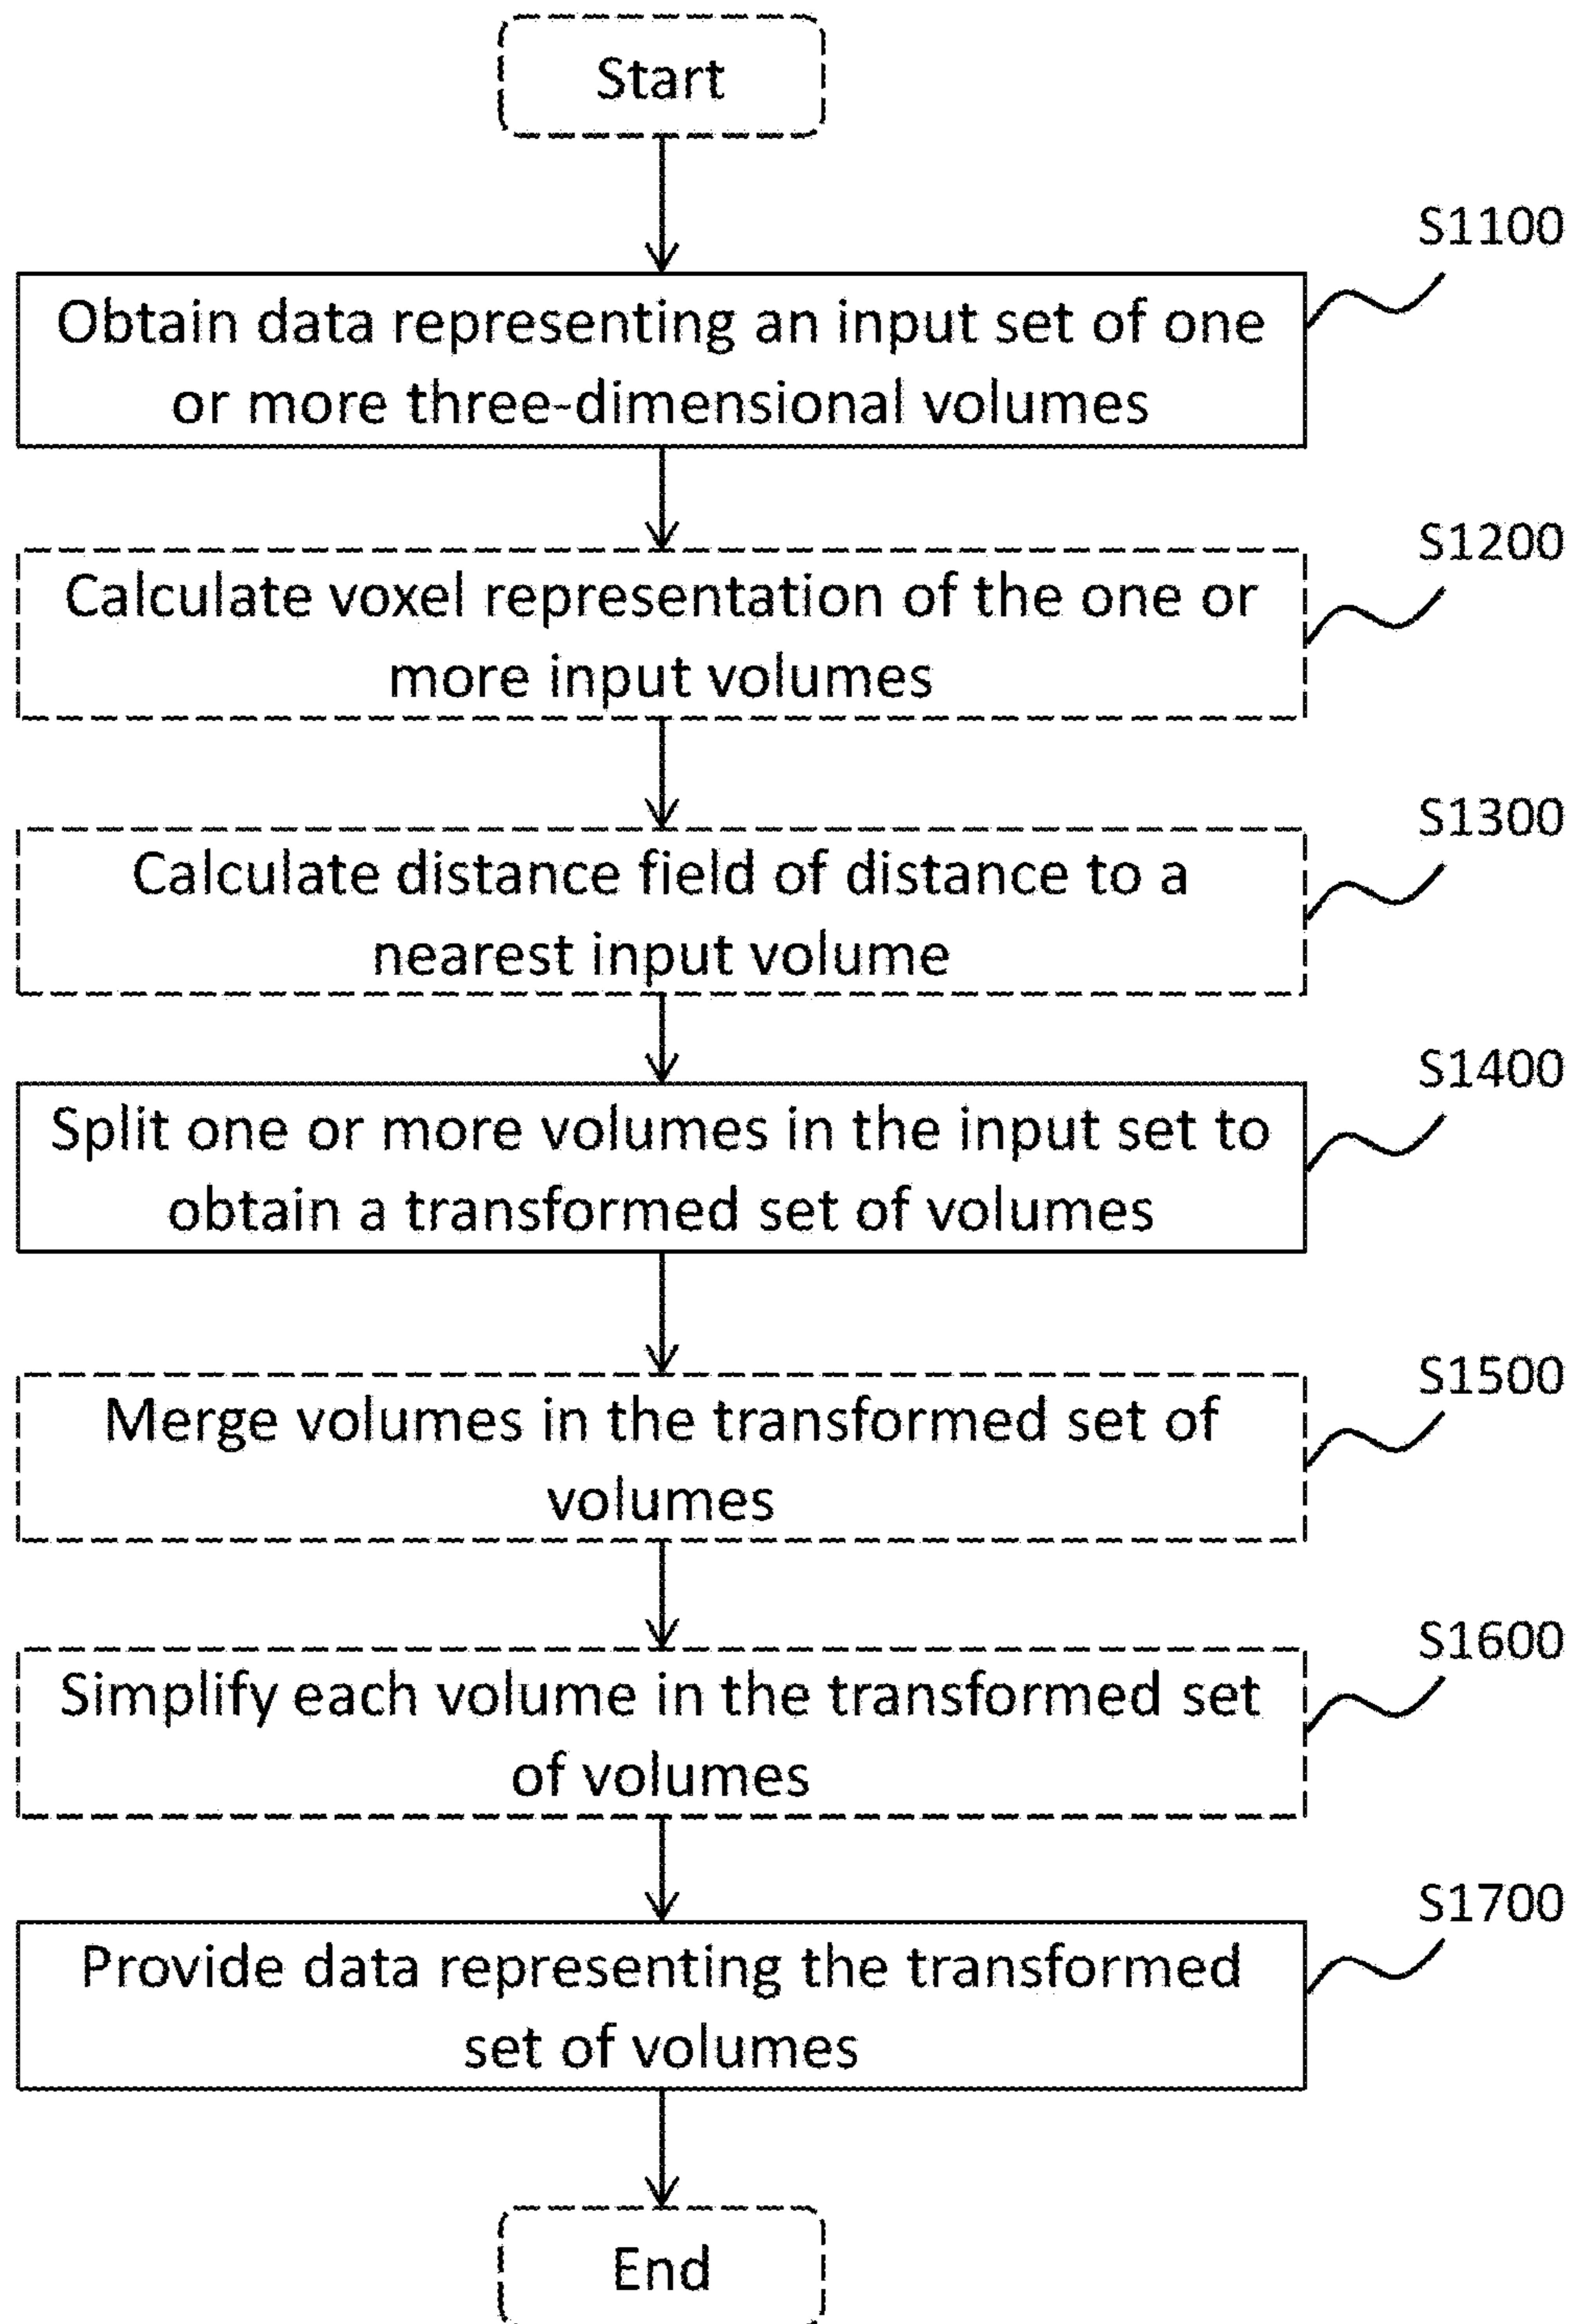 Start
S1100
Obtain data representing an input set of one
or more three-dimensional volumes
S1200
Calculate voxel representation of the one or
more input volumes
S1300
Calculate distance field of distance to a
nearest input volume
S1400
Split one or more volumes in the input set to
obtain a transformed set of volumes
S1500
Merge volumes in the transformed set of
volumes
S1600
Simplify each volume in the transformed set
of volumes
S1700
Provide data representing the transformed
set of volumes
End